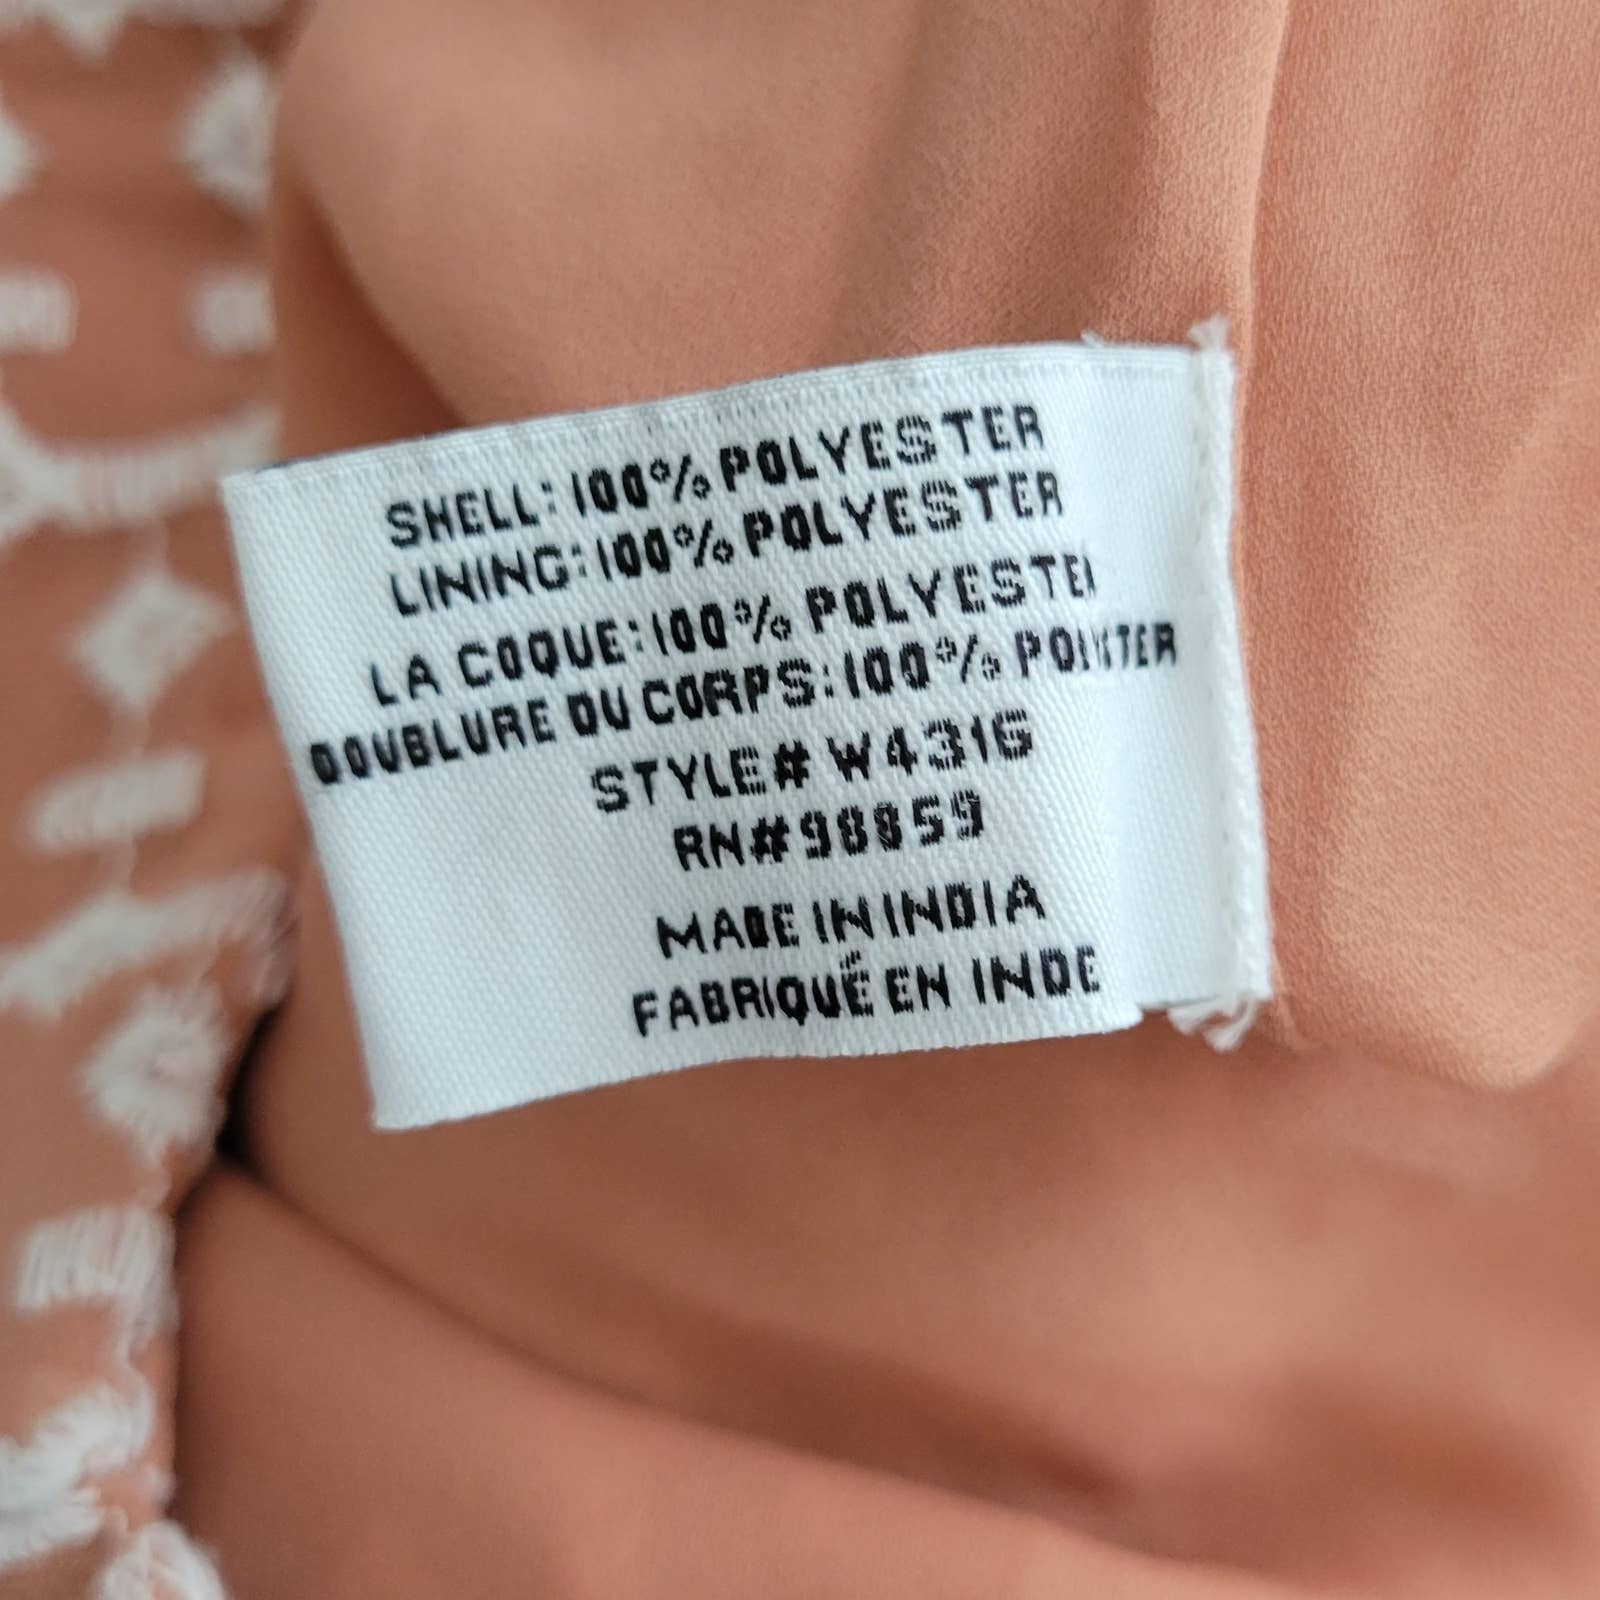 SHELL: 100% POLYESTER
LINING: 100% POLYESTER
LA COQUE: 100% POLYESTER
DOUBLURE DU CORPS: 100% POLYESTER
STYLE# W4316
RN#98859
MADE IN INDIA
FABRIQUÉ EN INDE